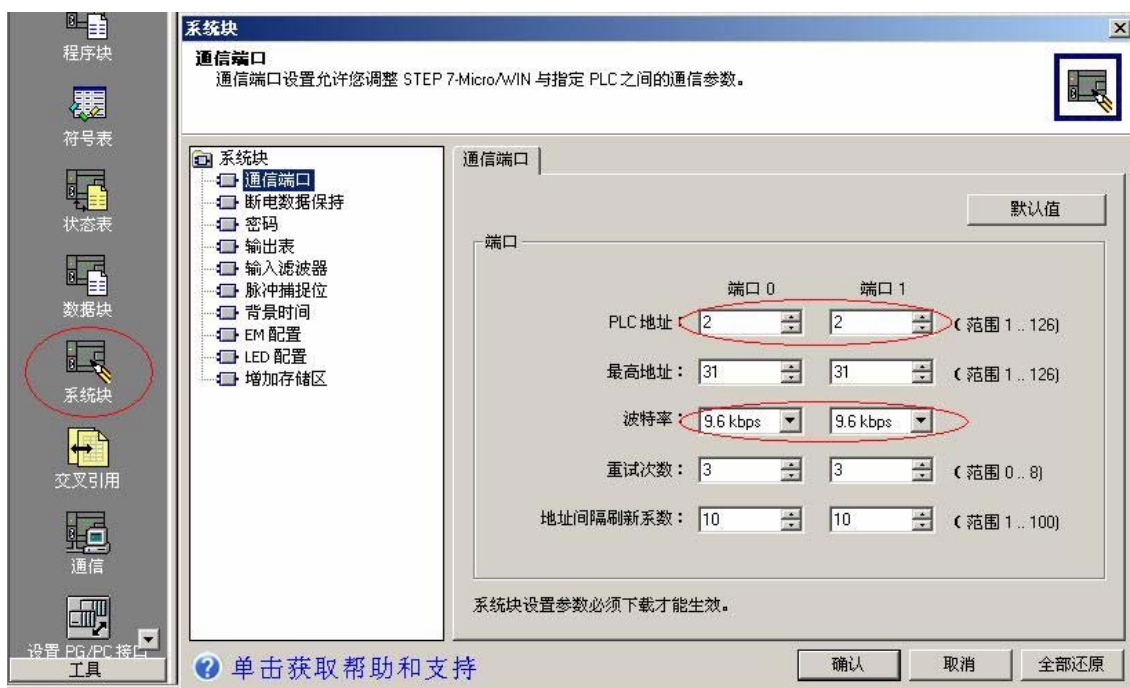 程序块
符号表
状态表
数据块
系统块
交叉引用
通信
设置 PG/PC 接口
工具
系统块
通信端口
通信端口设置允许您调整 STEP 7-Micro/WIN 与指定 PLC 之间的通信参数。
系统块
通信端口
断电数据保持
密码
输出表
输入滤波器
脉冲捕捉位
背景时间
EM 配置
LED 配置
增加存储区
通信端口
默认值
端口
端口 0 端口 1
PLC 地址： 2 2 (范围 1 .. 126)
最高地址： 31 31 (范围 1 .. 126)
波特率： 9.6 kbps 9.6 kbps
重试次数： 3 3 (范围 0 .. 8)
地址间隔刷新系数： 10 10 (范围 1 .. 100)
系统块设置参数必须下载才能生效。
单击获取帮助和支持
确认 取消 全部还原